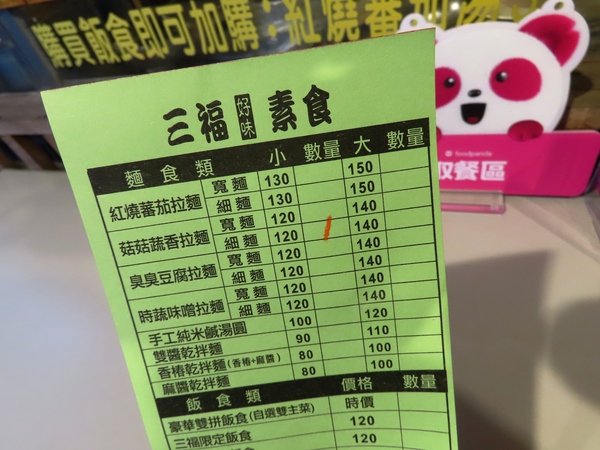 購買飯食即可加購:紅燒番茄湯
foodpanda
取餐區
三福 好味 素食
麵食類 小 數量 大 數量
紅燒蕃茄拉麵 寬麵 130 150
細麵 130 150
菇菇蔬香拉麵 寬麵 120 140
細麵 120 140
臭臭豆腐拉麵 寬麵 120 140
細麵 120 140
時蔬味噌拉麵 寬麵 120 140
細麵 120 140
手工純米鹹湯圓 100 120
雙醬乾拌麵 90 110
香椿乾拌麵(香椿+麻醬) 80 100
麻醬乾拌麵 80 100
飯食類 價格 數量
豪華雙拼飯食(自選雙主菜) 時價
三福限定飯食 120
120